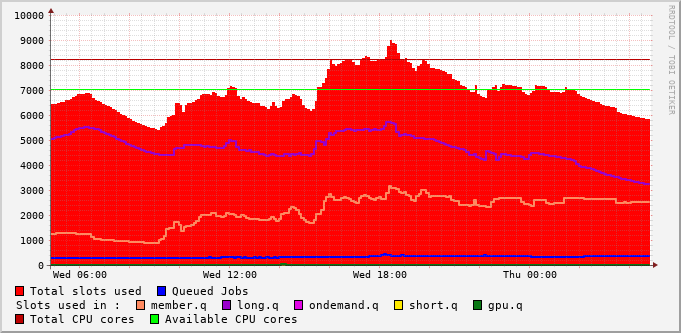 10000
9000
8000
7000
6000
5000
4000
3000
2000
1000
0
Wed 06:00 Wed 12:00 Wed 18:00 Thu 00:00
RRDTOOL / TOBI OETIKER
Total slots used Queued Jobs
Slots used in : member.q long.q ondemand.q short.q gpu.q
Total CPU cores Available CPU cores